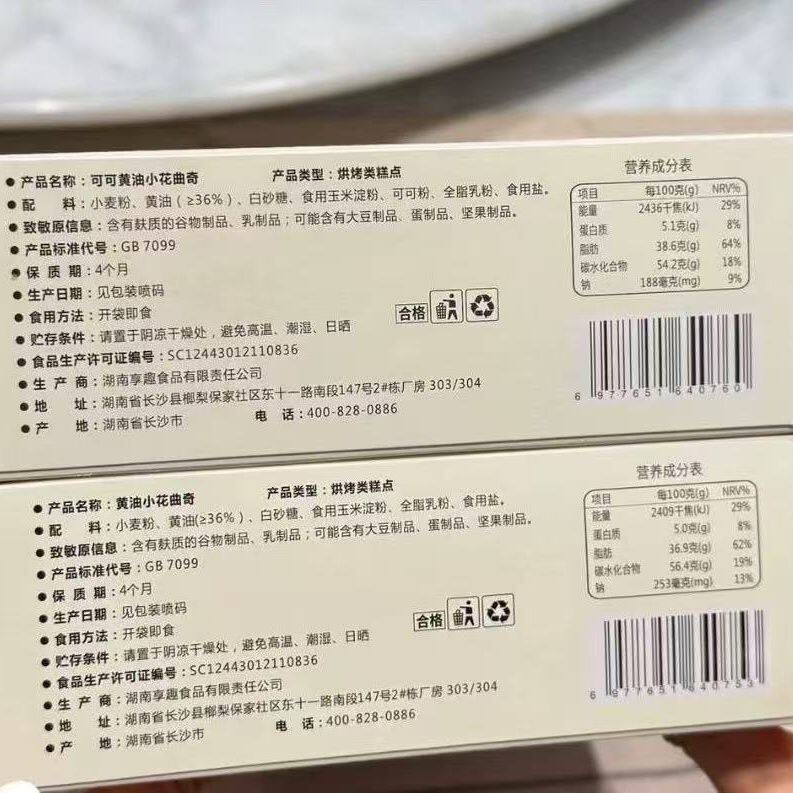 ● 产品名称：可可黄油小花曲奇 产品类型：烘烤类糕点
● 配 料：小麦粉、黄油（≥36%）、白砂糖、食用玉米淀粉、可可粉、全脂乳粉、食用盐。
● 致敏原信息：含有麸质的谷物制品、乳制品；可能含有大豆制品、蛋制品、坚果制品。
● 产品标准代号：GB 7099
● 保 质 期：4个月
● 生产日期：见包装喷码
● 食用方法：开袋即食
● 贮存条件：请置于阴凉干燥处，避免高温、潮湿、日晒
● 食品生产许可证编号：SC12443012110836
● 生 产 商：湖南享趣食品有限责任公司
● 地 址：湖南省长沙县榔梨保家社区东十一路南段147号2#栋厂房 303/304
● 产 地：湖南省长沙市 电 话：400-828-0886
合格
营养成分表
项目 每100克(g) NRV%
能量 2436千焦(kJ) 29%
蛋白质 5.1克(g) 8%
脂肪 38.6克(g) 64%
碳水化合物 54.2克(g) 18%
钠 188毫克(mg) 9%
6 977651 640760
● 产品名称：黄油小花曲奇 产品类型：烘烤类糕点
● 配 料：小麦粉、黄油(≥36%）、白砂糖、食用玉米淀粉、全脂乳粉、食用盐。
● 致敏原信息：含有麸质的谷物制品、乳制品；可能含有大豆制品、蛋制品、坚果制品。
● 产品标准代号：GB 7099
● 保 质 期：4个月
● 生产日期：见包装喷码
● 食用方法：开袋即食
● 贮存条件：请置于阴凉干燥处，避免高温、潮湿、日晒
● 食品生产许可证编号：SC12443012110836
● 生 产 商：湖南享趣食品有限责任公司
● 地 址：湖南省长沙县榔梨保家社区东十一路南段147号2#栋厂房 303/304
● 产 地：湖南省长沙市 电 话：400-828-0886
合格
营养成分表
项目 每100克(g) NRV%
能量 2409千焦(kJ) 29%
蛋白质 5.0克(g) 8%
脂肪 36.9克(g) 62%
碳水化合物 56.4克(g) 19%
钠 253毫克(mg) 13%
6 977651 640753